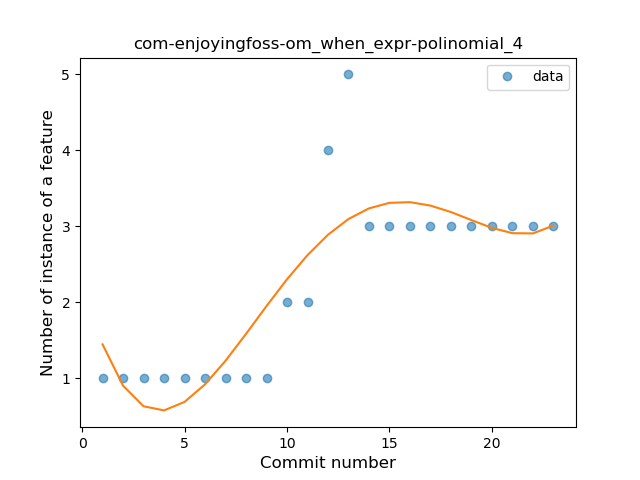 com-enjoyingfoss-om_when_expr-polinomial_4
data
Number of instance of a feature
5
4
3
2
1
0
5
10
15
20
Commit number